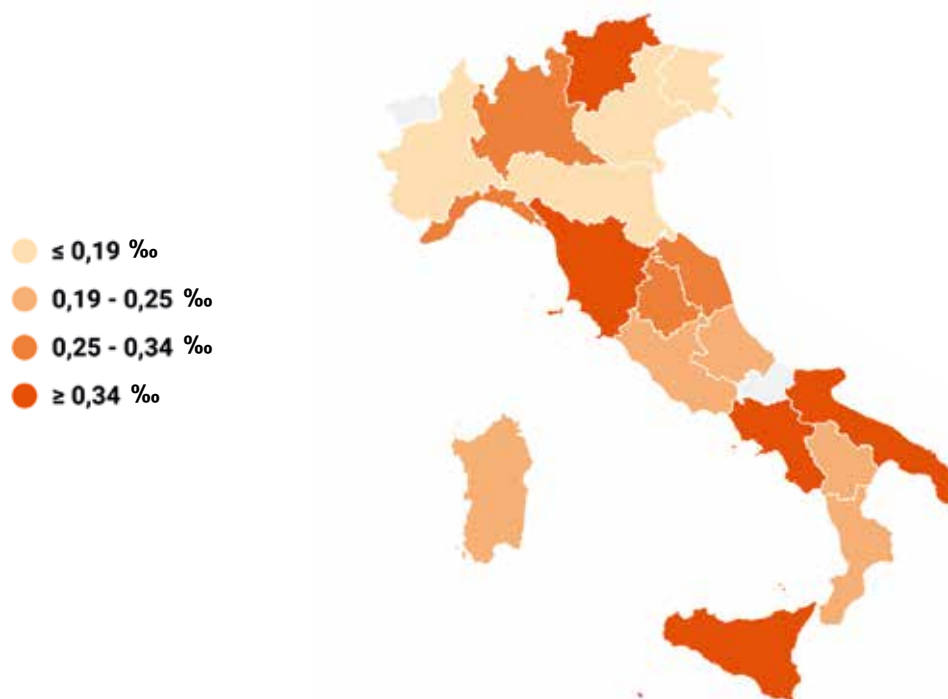 ≤ 0,19 ‰
0,19 - 0,25 ‰
0,25 - 0,34 ‰
≥ 0,34 ‰